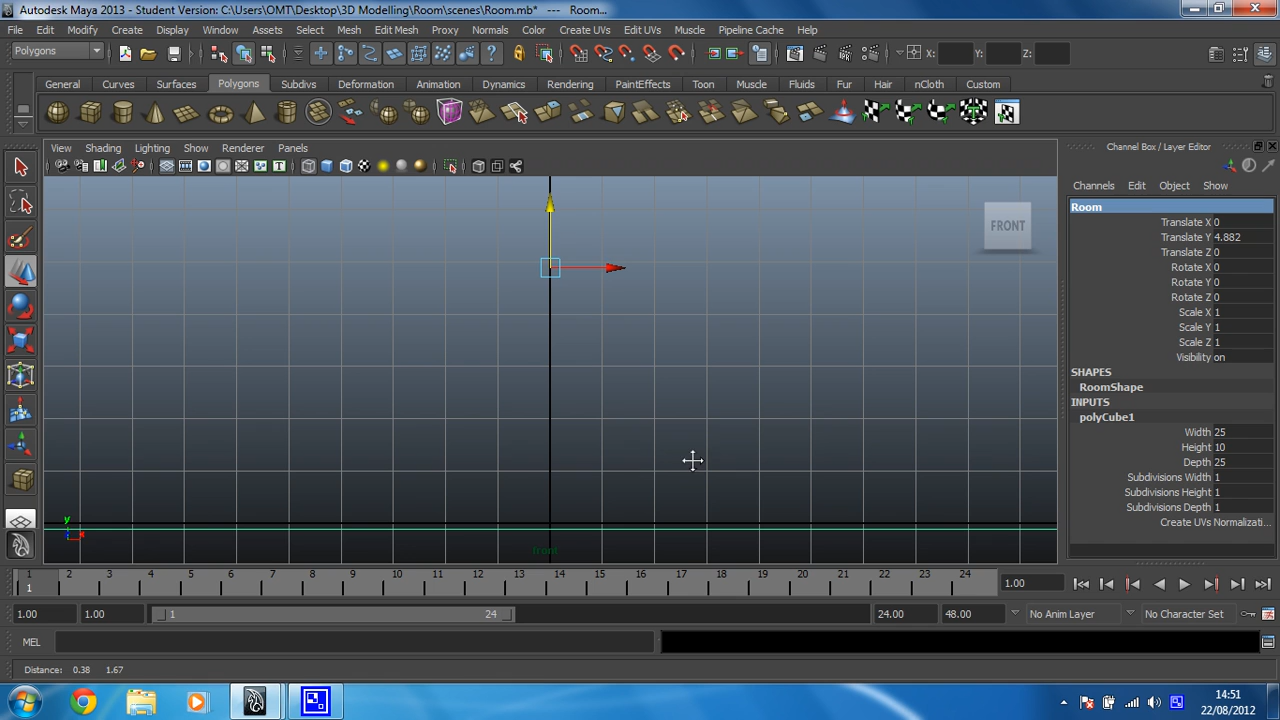 Autodesk Maya 2013 - Student Version: C:\Users\OMT\Desktop\3D Modelling\Room\scenes\Room.mb* --- Room...
File Edit Modify Create Display Window Assets Select Mesh Edit Mesh Proxy Normals Color Create UVs Edit UVs Muscle Pipeline Cache Help
Polygons X: Y: Z:
General Curves Surfaces Polygons Subdivs Deformation Animation Dynamics Rendering PaintEffects Toon Muscle Fluids Fur Hair nCloth Custom
View Shading Lighting Show Renderer Panels
Channel Box / Layer Editor
Channels Edit Object Show
Room
Translate X 0
Translate Y 4.882
Translate Z 0
Rotate X 0
Rotate Y 0
Rotate Z 0
Scale X 1
Scale Y 1
Scale Z 1
Visibility on
SHAPES
RoomShape
INPUTS
polyCube1
Width 25
Height 10
Depth 25
Subdivisions Width 1
Subdivisions Height 1
Subdivisions Depth 1
Create UVs Normalizati...
FRONT
y
x
front
1 2 3 4 5 6 7 8 9 10 11 12 13 14 15 16 17 18 19 20 21 22 23 24
1
1.00
1.00 1.00 1 24 24.00 48.00 No Anim Layer No Character Set
MEL
Distance: 0.38 1.67
14:51
22/08/2012